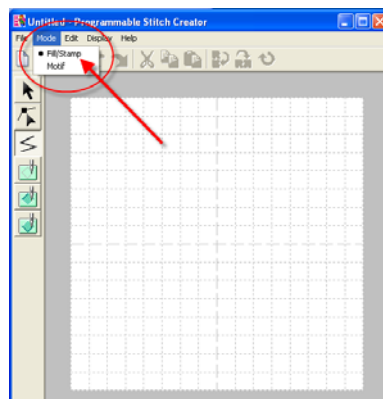 Untitled - Programmable Stitch Creator
File Mode Edit Display Help
Fill/Stamp
Motif